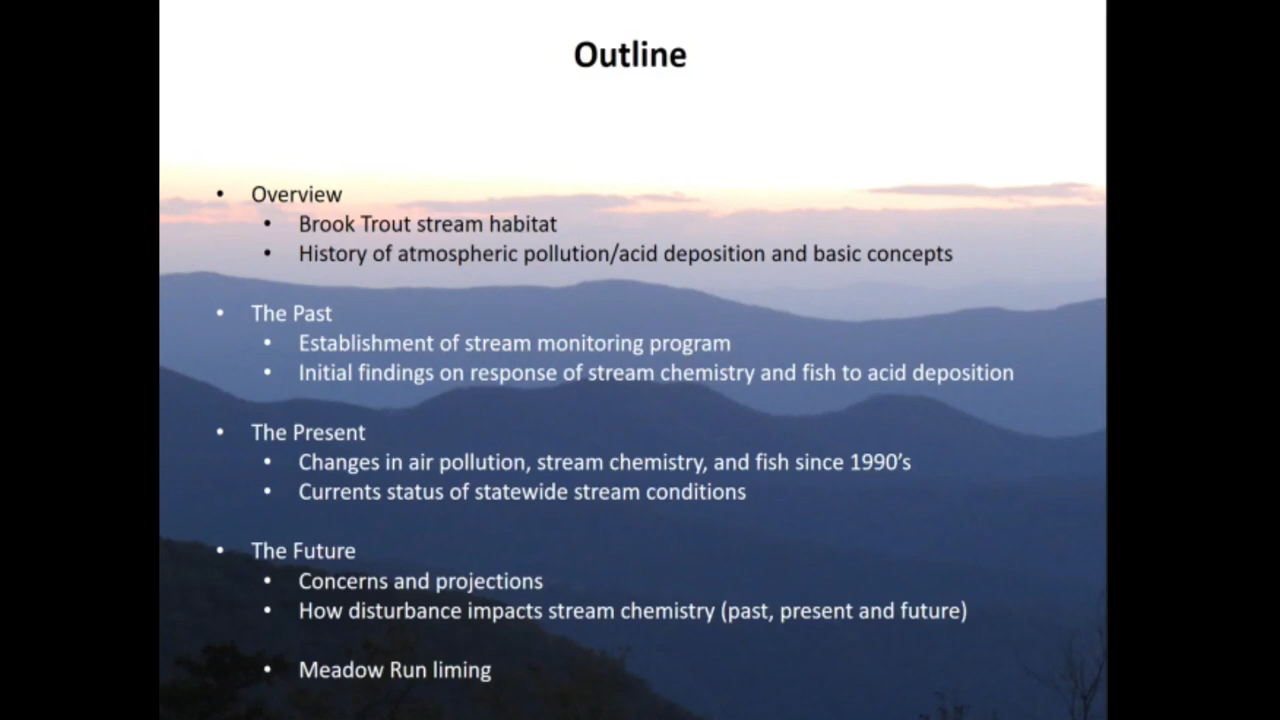 Outline
• Overview
• Brook Trout stream habitat
• History of atmospheric pollution/acid deposition and basic concepts
• The Past
• Establishment of stream monitoring program
• Initial findings on response of stream chemistry and fish to acid deposition
• The Present
• Changes in air pollution, stream chemistry, and fish since 1990’s
• Currents status of statewide stream conditions
• The Future
• Concerns and projections
• How disturbance impacts stream chemistry (past, present and future)
• Meadow Run liming